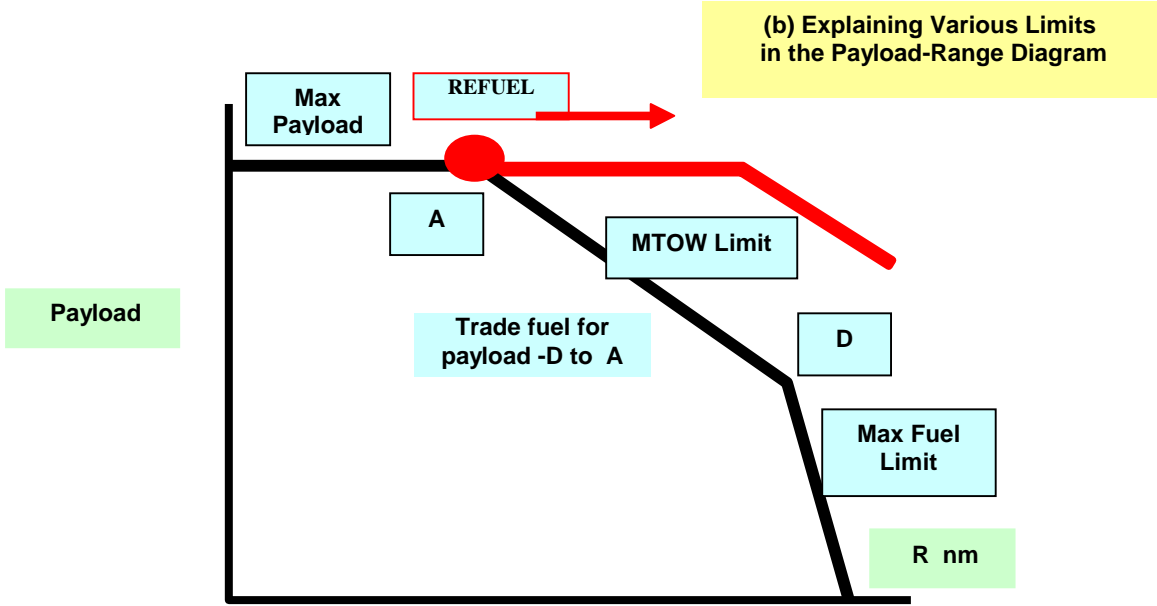 (b) Explaining Various Limits
in the Payload-Range Diagram
Max
Payload
REFUEL
A
MTOW Limit
Payload
Trade fuel for
payload -D to A
D
Max Fuel
Limit
R nm